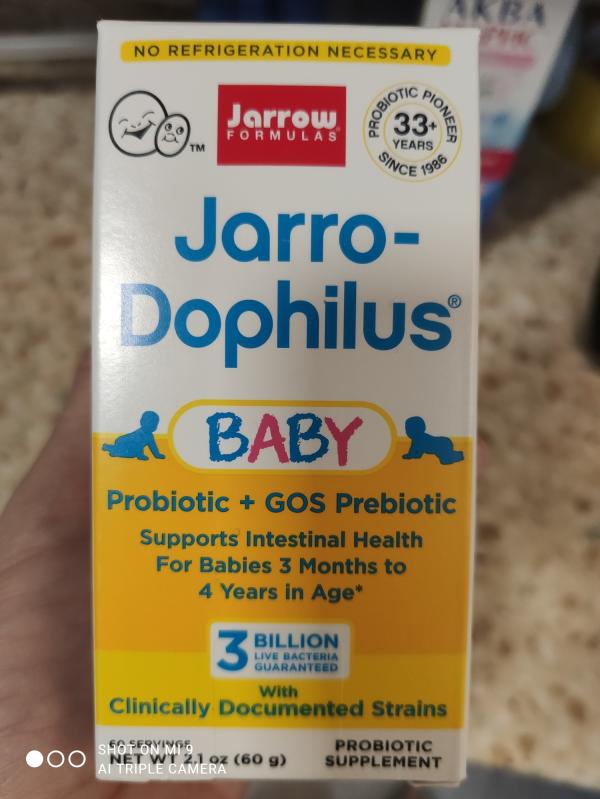 NO REFRIGERATION NECESSARY
Jarrow
FORMULAS®
PROBIOTIC PIONEER
33+
YEARS
SINCE 1986
TM
Jarro-
Dophilus®
BABY
Probiotic + GOS Prebiotic
Supports Intestinal Health
For Babies 3 Months to
4 Years in Age*
3 BILLION
LIVE BACTERIA
GUARANTEED
With
Clinically Documented Strains
60 SERVINGS
NET WT 2.1 oz (60 g)
PROBIOTIC
SUPPLEMENT
SHOT ON MI 9
AI TRIPLE CAMERA
АКВА